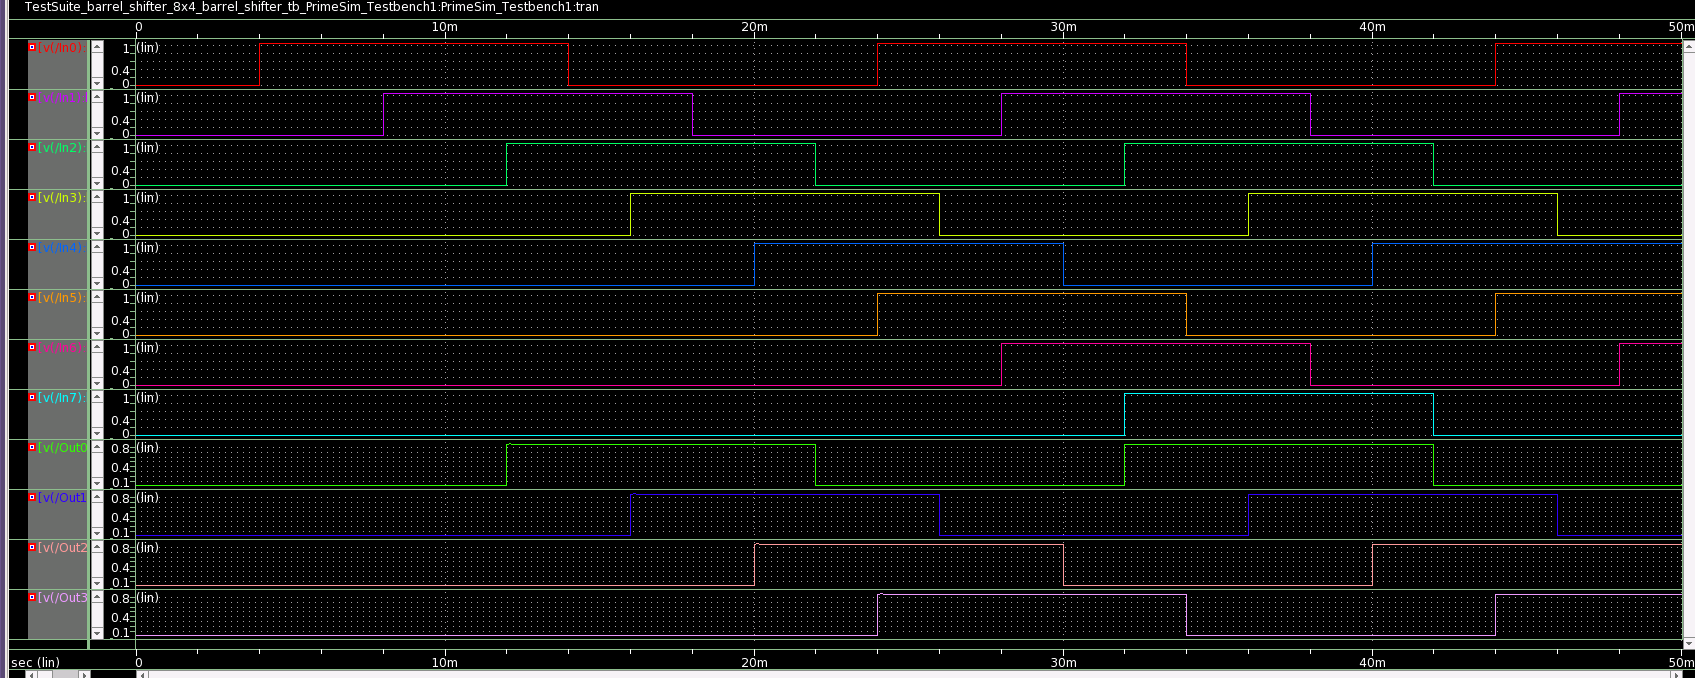 TestSuite_barrel_shifter_8x4_barrel_shifter_tb_PrimeSim_Testbench1:PrimeSim_Testbench1:tran
0 10m 20m 30m 40m 50m
[v(/In0): 1 (lin)
0.4
0
[v(/In1): 1 (lin)
0.4
0
[v(/In2): 1 (lin)
0.4
0
[v(/In3): 1 (lin)
0.4
0
[v(/In4): 1 (lin)
0.4
0
[v(/In5): 1 (lin)
0.4
0
[v(/In6): 1 (lin)
0.4
0
[v(/In7): 1 (lin)
0.4
0
[v(/Out0 0.8 (lin)
0.4
0.1
[v(/Out1 0.8 (lin)
0.4
0.1
[v(/Out2 0.8 (lin)
0.4
0.1
[v(/Out3 0.8 (lin)
0.4
0.1
sec (lin) 0 10m 20m 30m 40m 50m